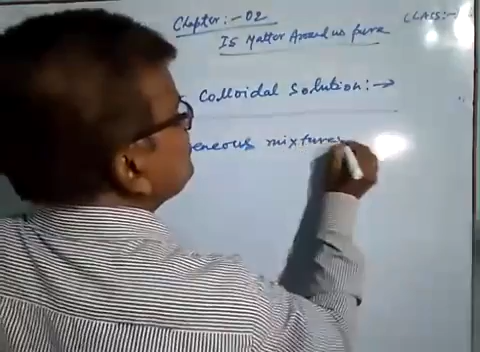 Chapter:-02
CLASS:-
Is Matter Around us pure
Colloidal Solution:->
eneous mixture